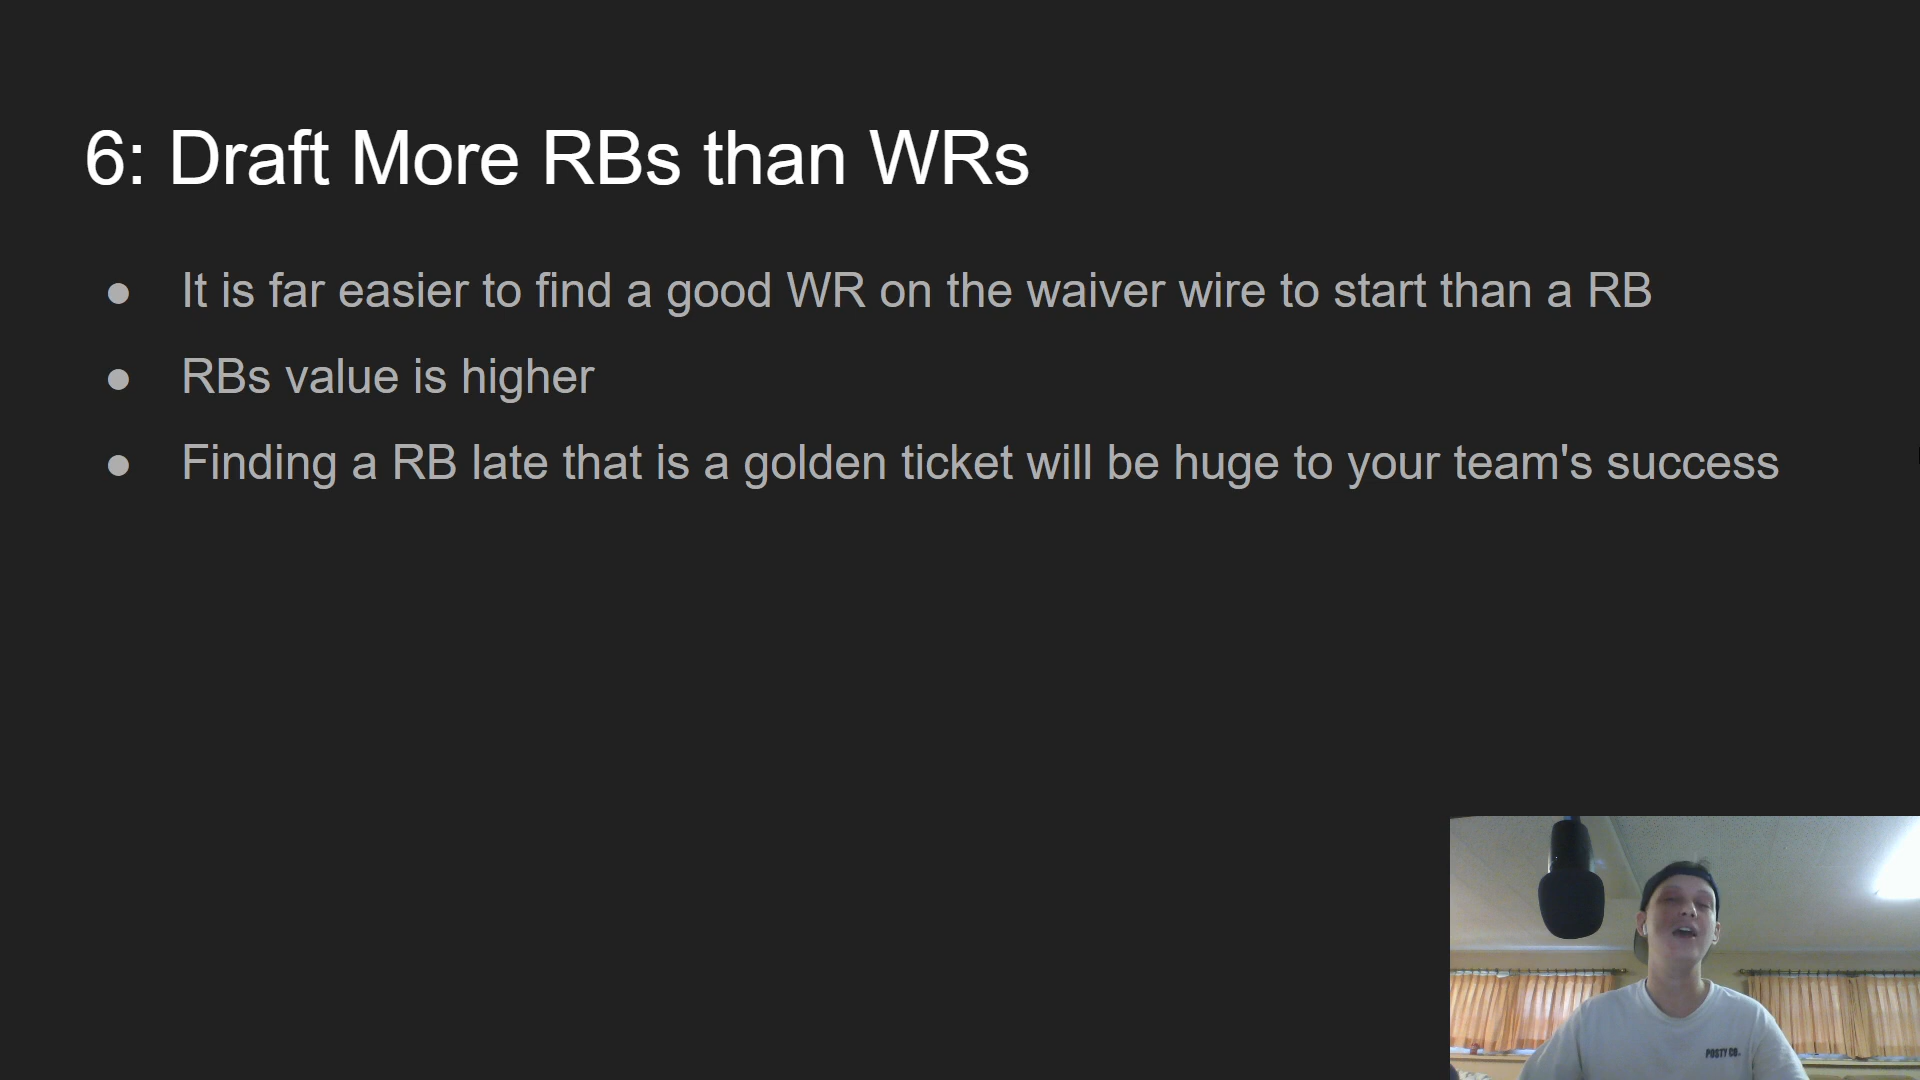 6: Draft More RBs than WRs
● It is far easier to find a good WR on the waiver wire to start than a RB
● RBs value is higher
● Finding a RB late that is a golden ticket will be huge to your team's success
POSTY CO.